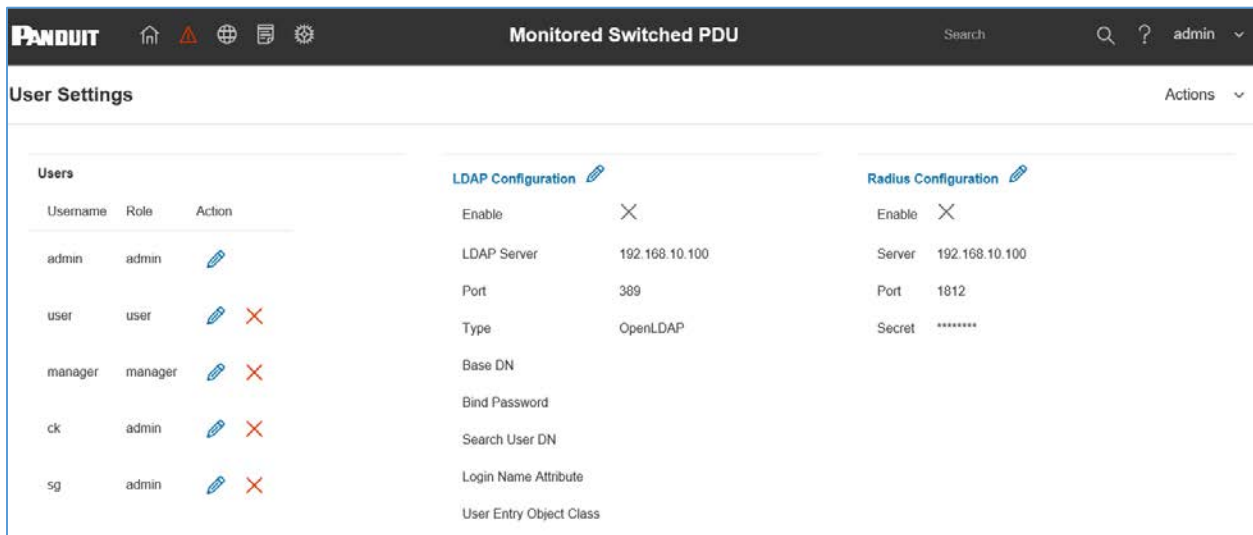 PANDUIT Monitored Switched PDU Search ? admin
User Settings Actions
Users
Username Role Action
admin admin
user user
manager manager
ck admin
sg admin
LDAP Configuration
Enable
LDAP Server 192.168.10.100
Port 389
Type OpenLDAP
Base DN
Bind Password
Search User DN
Login Name Attribute
User Entry Object Class
Radius Configuration
Enable
Server 192.168.10.100
Port 1812
Secret ********